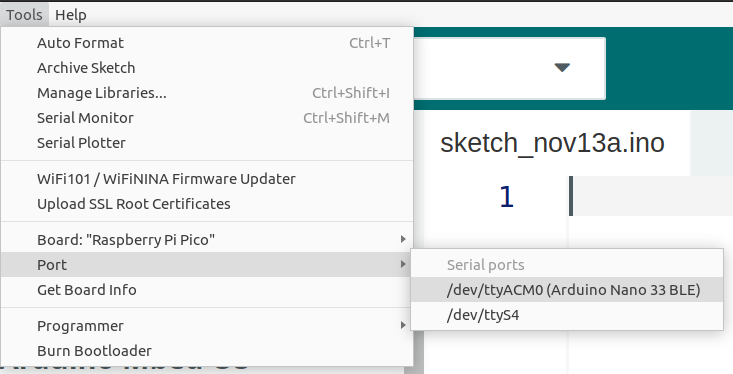 Tools Help
Auto Format Ctrl+T
Archive Sketch
Manage Libraries... Ctrl+Shift+I
Serial Monitor Ctrl+Shift+M
Serial Plotter
WiFi101 / WiFiNINA Firmware Updater
Upload SSL Root Certificates
Board: "Raspberry Pi Pico"
Port
Get Board Info
Programmer
Burn Bootloader
sketch_nov13a.ino
1
Serial ports
/dev/ttyACM0 (Arduino Nano 33 BLE)
/dev/ttyS4